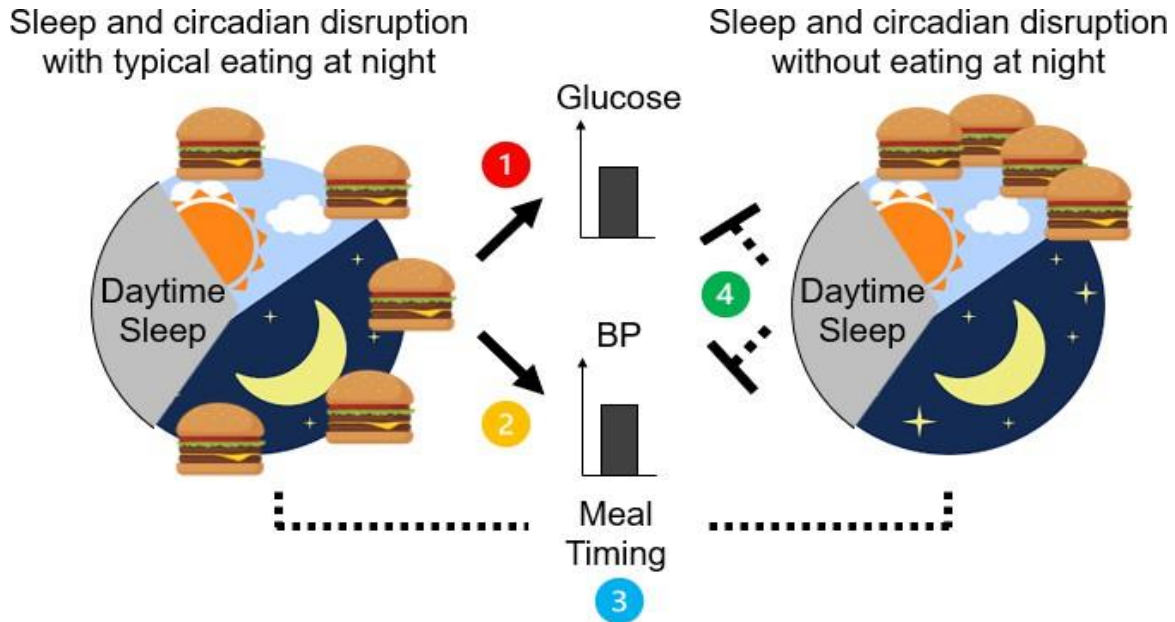 Sleep and circadian disruption
with typical eating at night
Sleep and circadian disruption
without eating at night
Glucose
1
Daytime
Sleep
Daytime
Sleep
4
BP
2
Meal
Timing
3